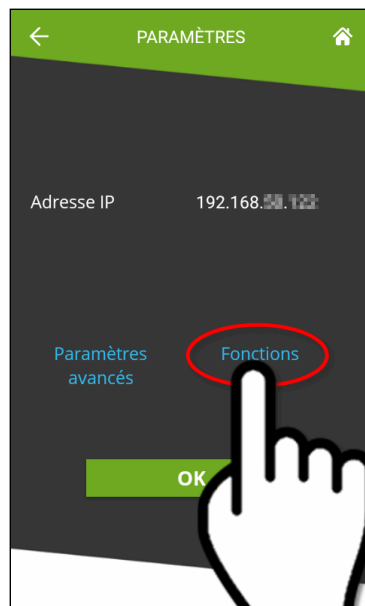 PARAMÈTRES
Adresse IP 192.168.
Paramètres avancés
Fonctions
OK